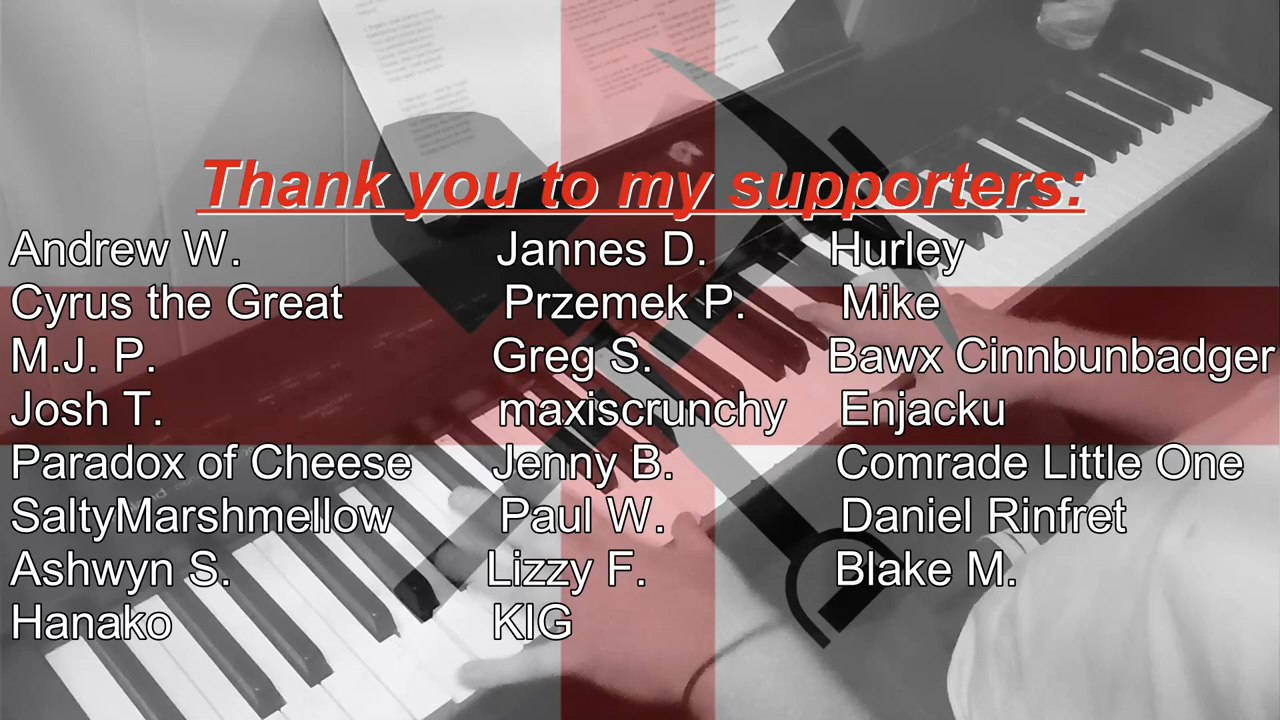 Thank you to my supporters:
Andrew W. Jannes D. Hurley
Cyrus the Great Przemek P. Mike
M.J. P. Greg S. Bawx Cinnbunbadger
Josh T. maxiscrunchy Enjacku
Paradox of Cheese Jenny B. Comrade Little One
SaltyMarshmellow Paul W. Daniel Rinfret
Ashwyn S. Lizzy F. Blake M.
Hanako KIG